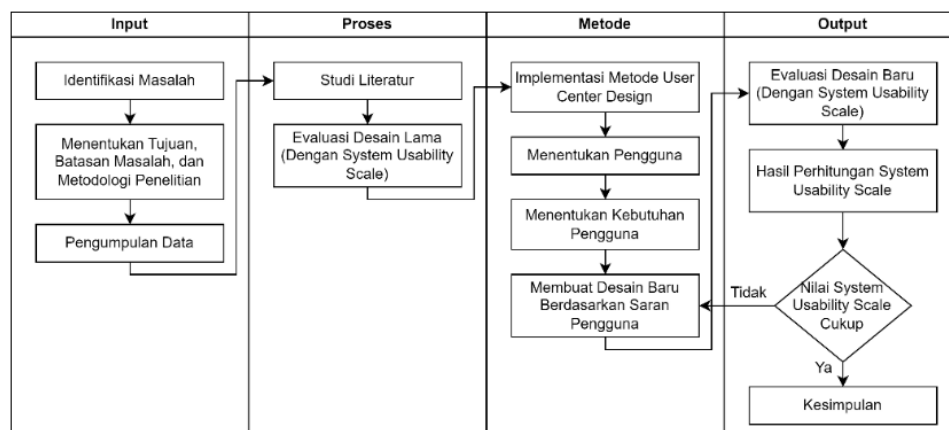 Input
Proses
Metode
Output
Identifikasi Masalah
Menentukan Tujuan,
Batasan Masalah, dan
Metodologi Penelitian
Pengumpulan Data
Studi Literatur
Evaluasi Desain Lama
(Dengan System Usability
Scale)
Implementasi Metode User
Center Design
Menentukan Pengguna
Menentukan Kebutuhan
Pengguna
Membuat Desain Baru
Berdasarkan Saran
Pengguna
Evaluasi Desain Baru
(Dengan System Usability
Scale)
Hasil Perhitungan System
Usability Scale
Nilai System
Usability Scale
Cukup
Tidak
Ya
Kesimpulan